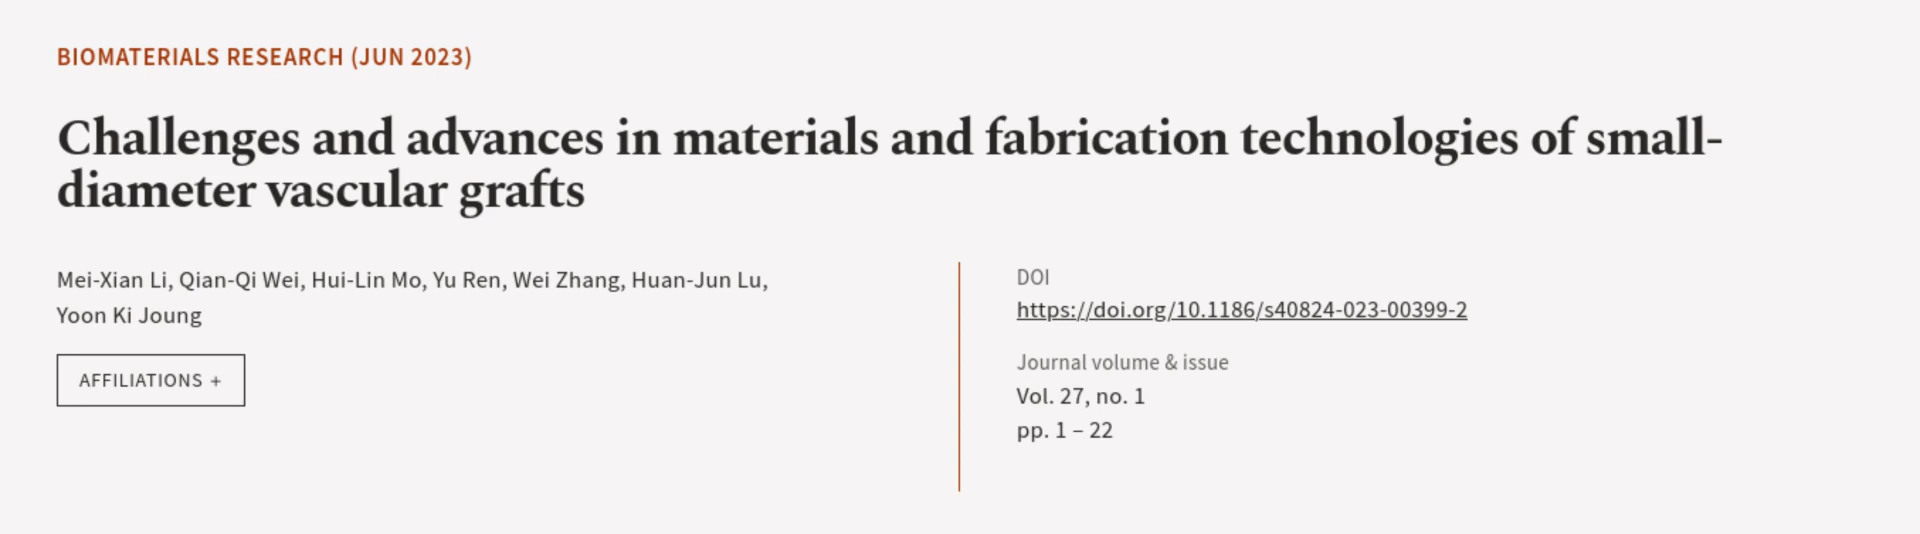 BIOMATERIALS RESEARCH (JUN 2023)
Challenges and advances in materials and fabrication technologies of small-
diameter vascular grafts
Mei-Xian Li, Qian-Qi Wei, Hui-Lin Mo, Yu Ren, Wei Zhang, Huan-Jun Lu,
Yoon Ki Joung
AFFILIATIONS +
DOI
https://doi.org/10.1186/s40824-023-00399-2
Journal volume & issue
Vol. 27, no. 1
pp. 1 – 22